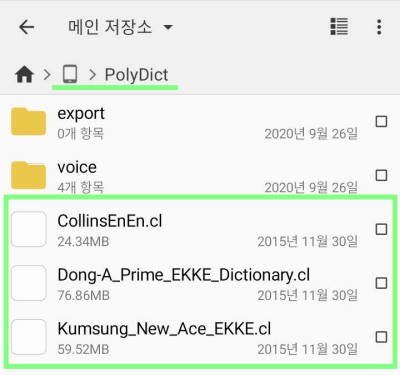 메인 저장소
PolyDict
export
0개 항목 2020년 9월 26일
voice
4개 항목 2020년 9월 26일
CollinsEnEn.cl
24.34MB 2015년 11월 30일
Dong-A_Prime_EKKE_Dictionary.cl
76.86MB 2015년 11월 30일
Kumsung_New_Ace_EKKE.cl
59.52MB 2015년 11월 30일